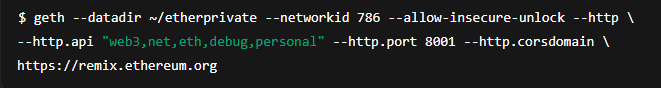 $ geth --datadir ~/etherprivate --networkid 786 --allow-insecure-unlock --http \
--http.api "web3,net,eth,debug,personal" --http.port 8001 --http.corsdomain \
https://remix.ethereum.org